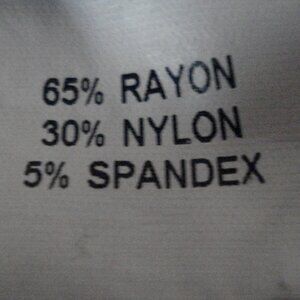 65% RAYON
30% NYLON
5% SPANDEX